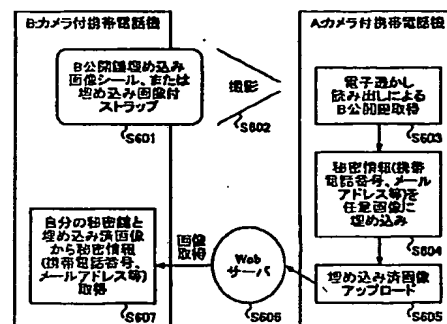 B:カメラ付携帯電話機
A:カメラ付携帯電話機
B公開鍵埋め込み
画像シール、または
埋め込み画像付
ストラップ
S601
撮影
S602
電子透かし
読み出しによる
B公開鍵取得
S603
秘密情報(携帯
電話番号、メール
アドレス等)を
任意画像に
埋め込み
S604
埋め込み済画像
アップロード
S605
Web
サーバ
S606
画像
取得
自分の秘密鍵と
埋め込み済画像
から秘密情報
(携帯電話番号、
メールアドレス等)
取得
S607